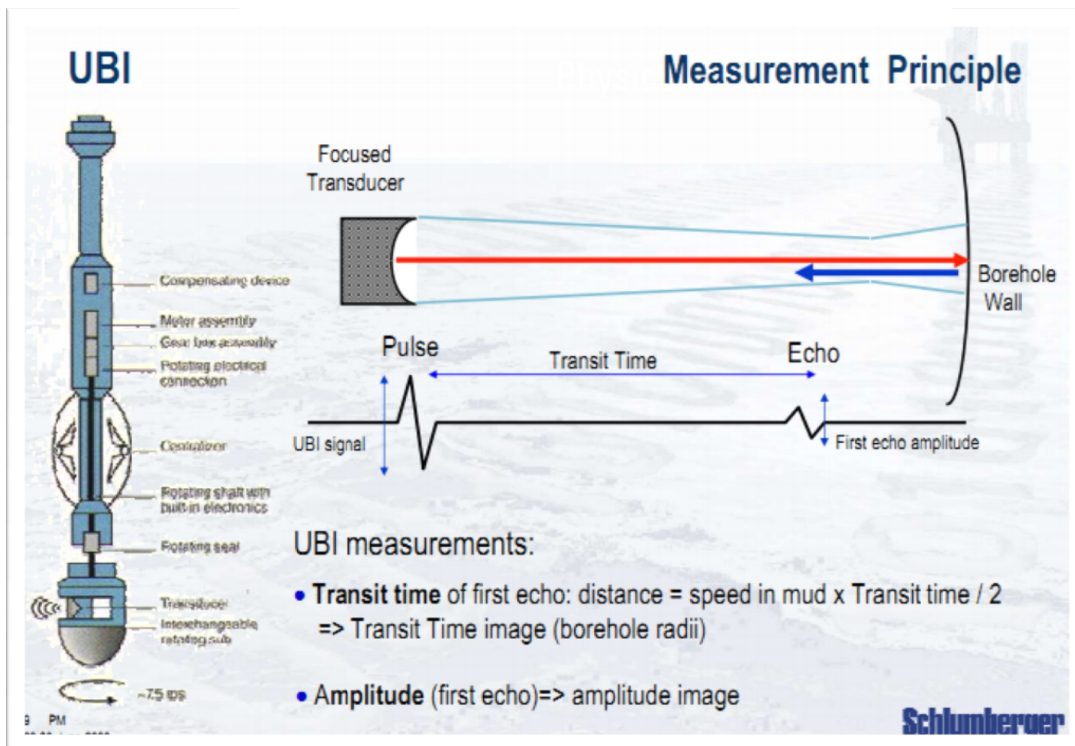 UBI
Measurement Principle
Focused
Transducer
Compensating device
Motor assembly
Gear box assembly
Rotating electrical
connection
Centralizer
Rotating shaft with
built-in electronics
Rotating seal
Transducer
Interchangeable
rotating sub
~7.5 rps
Borehole
Wall
Pulse
Transit Time
Echo
UBI signal
First echo amplitude
UBI measurements:
• Transit time of first echo: distance = speed in mud x Transit time / 2
=> Transit Time image (borehole radii)
• Amplitude (first echo)=> amplitude image
9 PM
Schlumberger